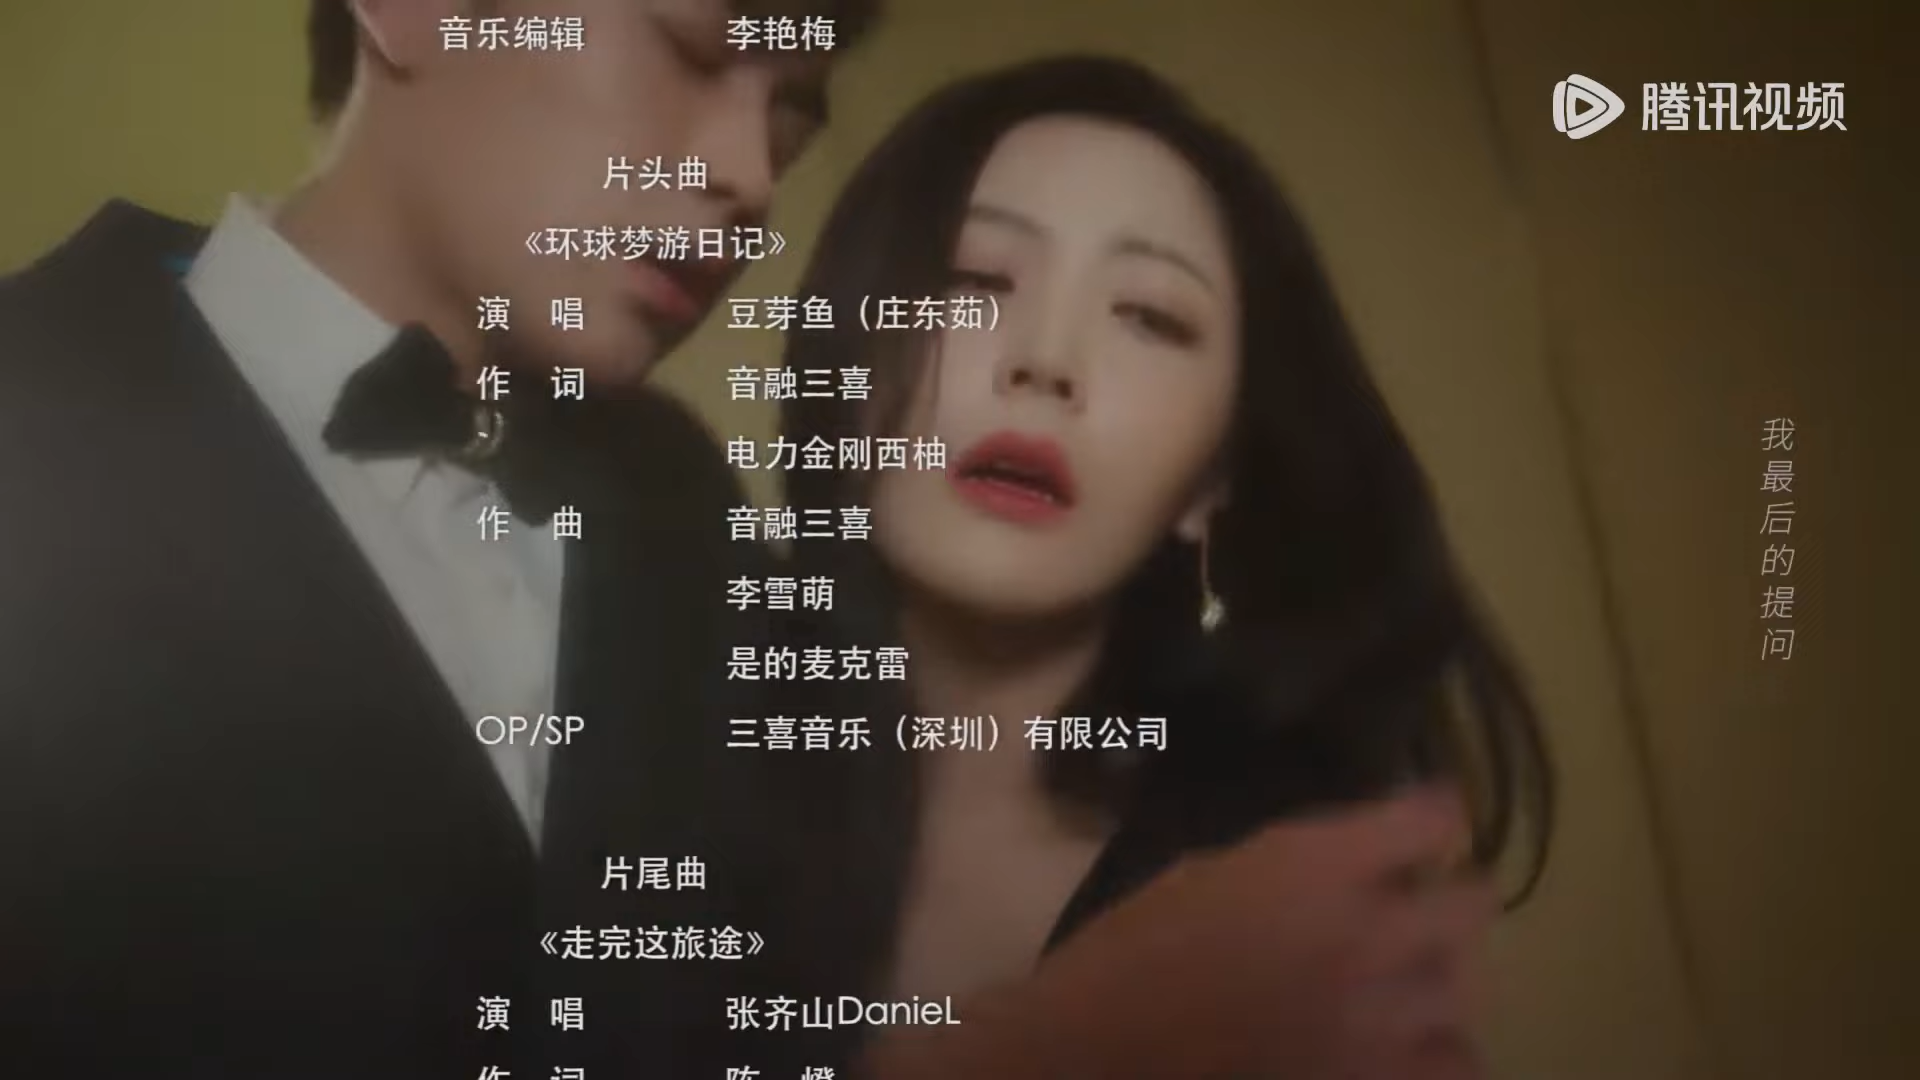 音乐编辑 李艳梅
腾讯视频
片头曲
《环球梦游日记》
演 唱 豆芽鱼（庄东茹）
作 词 音融三喜
电力金刚西柚
作 曲 音融三喜
李雪萌
是的麦克雷
OP/SP 三喜音乐（深圳）有限公司
片尾曲
《走完这旅途》
演 唱 张齐山DanieL
作 词
我最后的提问